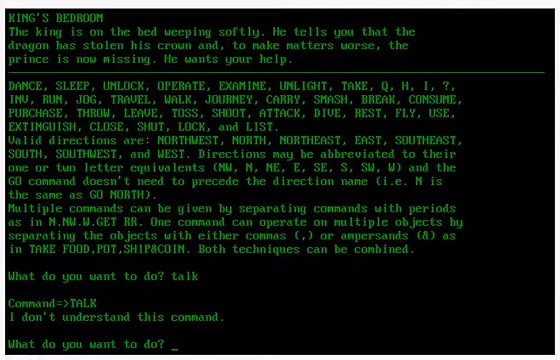 KING'S BEDROOM
The king is on the bed weeping softly. He tells you that the
dragon has stolen his crown and, to make matters worse, the
prince is now missing. He wants your help.
DANCE, SLEEP, UNLOCK, OPERATE, EXAMINE, UNLIGHT, TAKE, Q, H, I, ?,
INV, RUN, JOG, TRAVEL, WALK, JOURNEY, CARRY, SMASH, BREAK, CONSUME,
PURCHASE, THROW, LEAVE, TOSS, SHOOT, ATTACK, DIVE, REST, FLY, USE,
EXTINGUISH, CLOSE, SHUT, LOCK, and LIST.
Valid directions are: NORTHWEST, NORTH, NORTHEAST, EAST, SOUTHEAST,
SOUTH, SOUTHWEST, and WEST. Directions may be abbreviated to their
one or two letter equivalents (NW, N, NE, E, SE, S, SW, W) and the
GO command doesn't need to precede the direction name (i.e. N is
the same as GO NORTH).
Multiple commands can be given by separating commands with periods
as in N.NW.W.GET RR. One command can operate on multiple objects by
separating the objects with either commas (,) or ampersands (&) as
in TAKE FOOD,POT,SHIP&COIN. Both techniques can be combined.
What do you want to do? talk
Command=>TALK
I don't understand this command.
What do you want to do? _